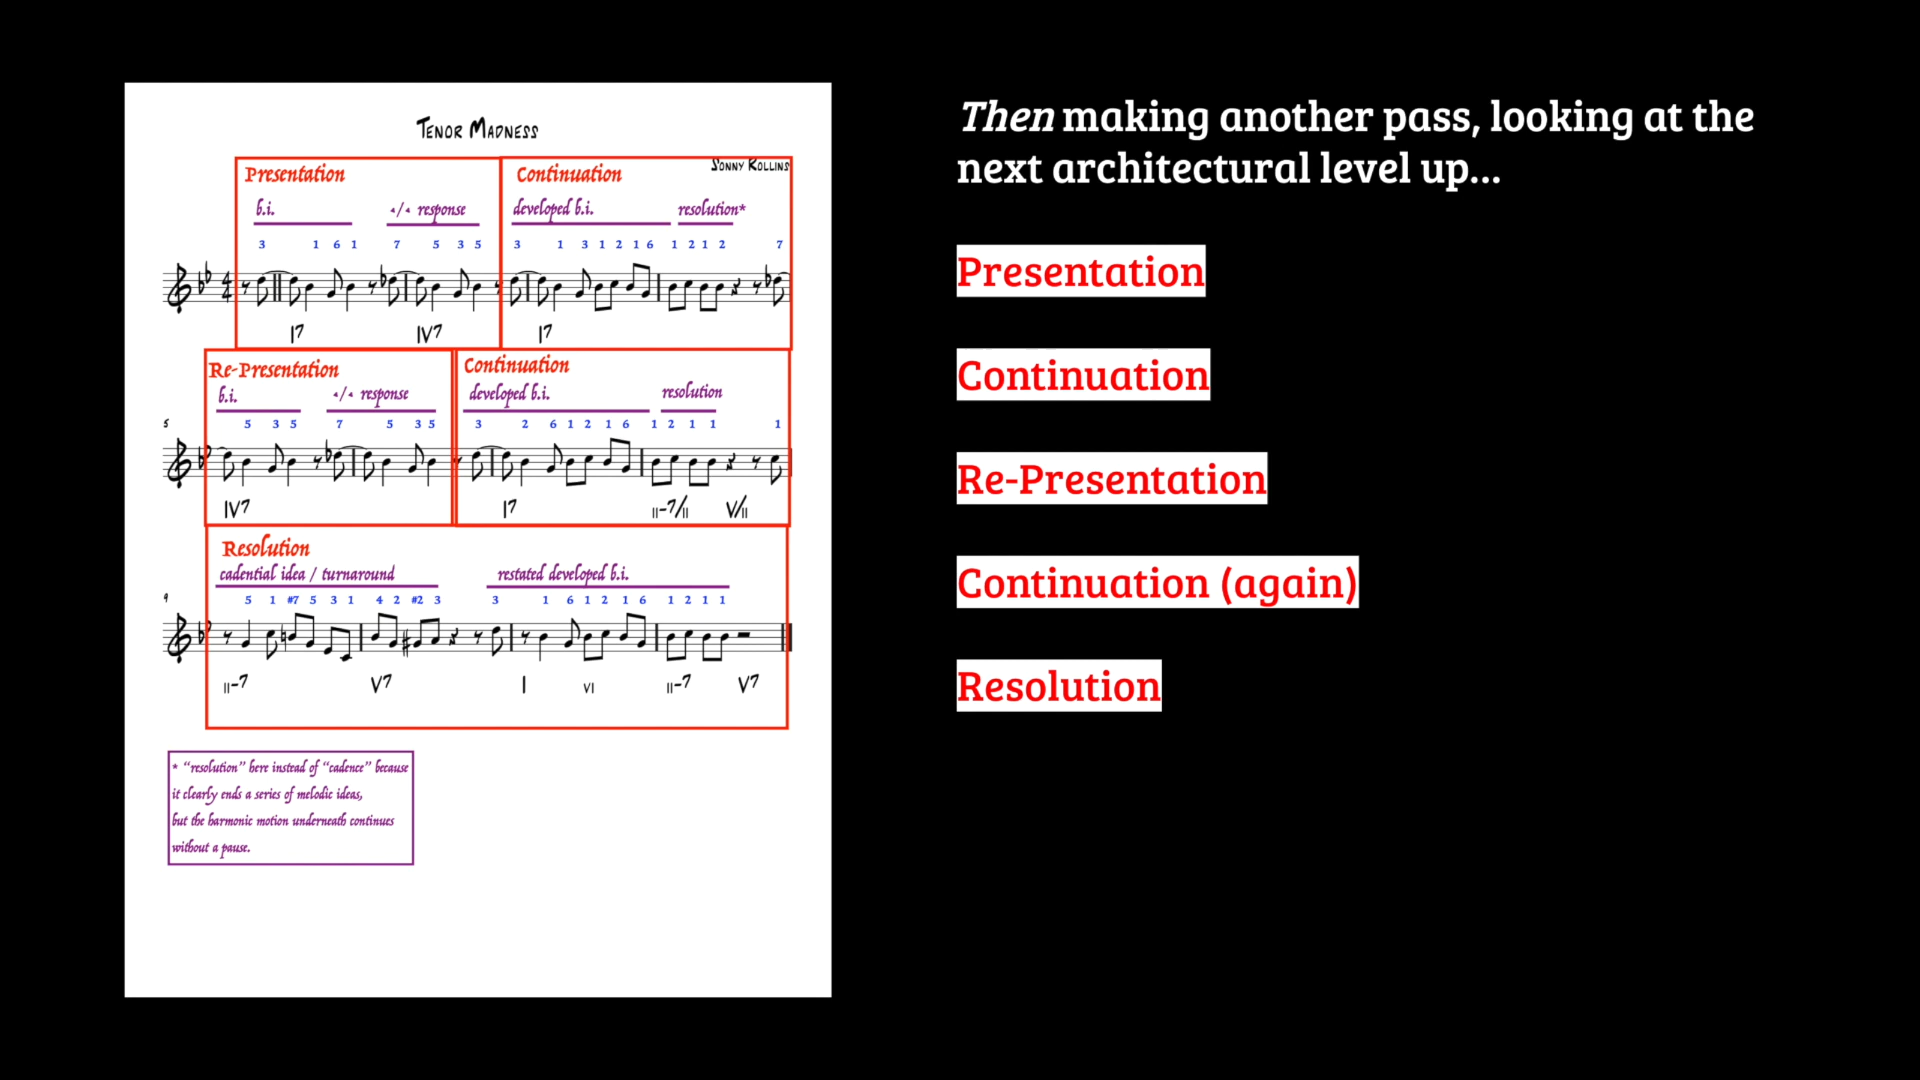 TENOR MADNESS
SONNY ROLLINS
Presentation
Continuation
b.i.
</. response
developed b.i.
resolution*
3 1 6 1 7 5 3 5 3 1 3 1 2 1 6 1 2 1 2 7
4
4
I7 IV7 I7
Re-Presentation
Continuation
b.i.
</. response
developed b.i.
resolution
5 3 5 7 5 3 5 3 2 6 1 2 1 6 1 2 1 1 1
5
IV7 I7 II-7/II V/II
Resolution
cadential idea / turnaround
restated developed b.i.
5 1 #7 5 3 1 4 2 #2 3 3 1 6 1 2 1 6 1 2 1 1
9
II-7 V7 I VI II-7 V7
* "resolution" here instead of "cadence" because
it clearly ends a series of melodic ideas,
but the harmonic motion underneath continues
without a pause.
Then making another pass, looking at the
next architectural level up...
Presentation
Continuation
Re-Presentation
Continuation (again)
Resolution